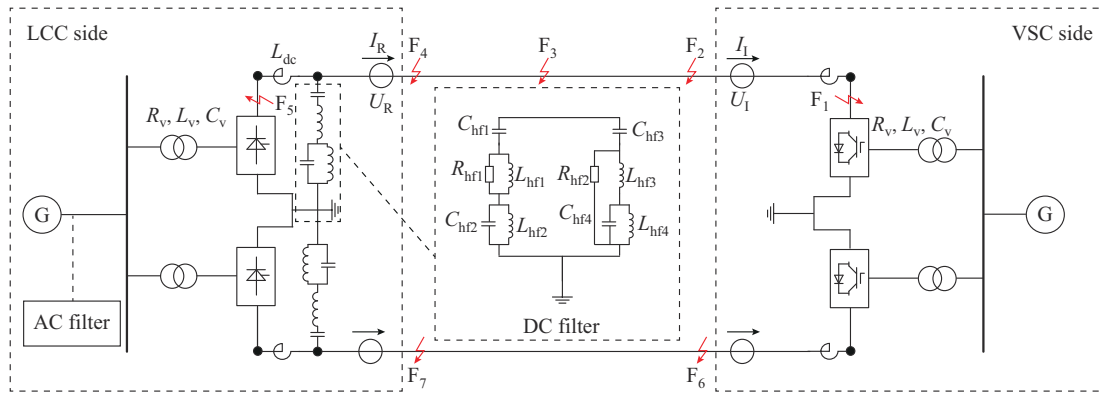 LCC side
VSC side
L_dc
I_R
F_4
F_3
F_2
I_I
U_R
U_I
F_5
F_1
R_v, L_v, C_v
R_v, L_v, C_v
C_hf1
C_hf3
R_hf1
L_hf1
R_hf2
L_hf3
C_hf2
L_hf2
C_hf4
L_hf4
G
G
AC filter
DC filter
F_7
F_6